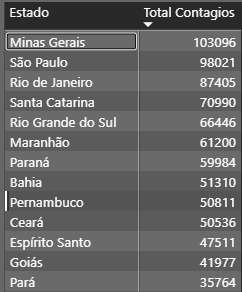 Estado Total Contagios
Minas Gerais 103096
São Paulo 98021
Rio de Janeiro 87405
Santa Catarina 70990
Rio Grande do Sul 66446
Maranhão 61200
Paraná 59984
Bahia 51310
Pernambuco 50811
Ceará 50536
Espírito Santo 47511
Goiás 41977
Pará 35764